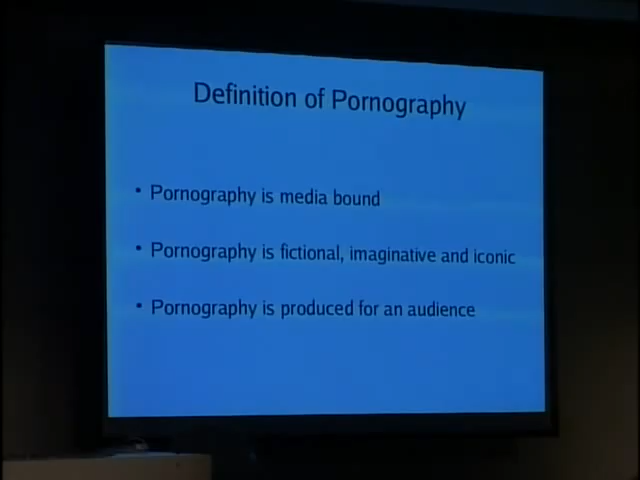 Definition of Pornography
• Pornography is media bound
• Pornography is fictional, imaginative and iconic
• Pornography is produced for an audience